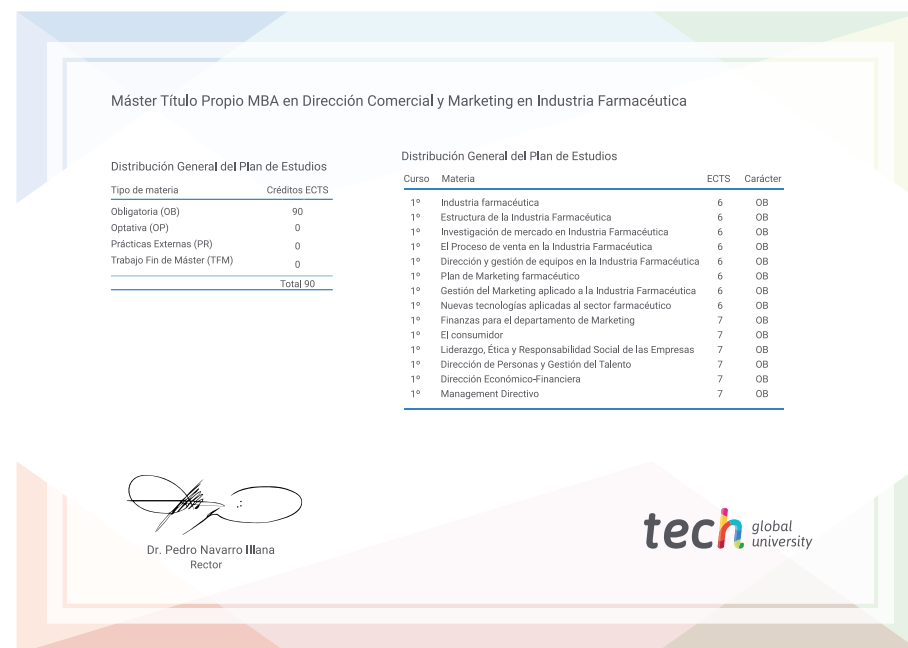 Máster Título Propio MBA en Dirección Comercial y Marketing en Industria Farmacéutica
Distribución General del Plan de Estudios
Tipo de materia Créditos ECTS
Obligatoria (OB) 90
Optativa (OP) 0
Prácticas Externas (PR) 0
Trabajo Fin de Máster (TFM) 0
Total 90
Distribución General del Plan de Estudios
Curso Materia ECTS Carácter
1º Industria farmacéutica 6 OB
1º Estructura de la Industria Farmacéutica 6 OB
1º Investigación de mercado en Industria Farmacéutica 6 OB
1º El Proceso de venta en la Industria Farmacéutica 6 OB
1º Dirección y gestión de equipos en la Industria Farmacéutica 6 OB
1º Plan de Marketing farmacéutico 6 OB
1º Gestión del Marketing aplicado a la Industria Farmacéutica 6 OB
1º Nuevas tecnologías aplicadas al sector farmacéutico 6 OB
1º Finanzas para el departamento de Marketing 7 OB
1º El consumidor 7 OB
1º Liderazgo, Ética y Responsabilidad Social de las Empresas 7 OB
1º Dirección de Personas y Gestión del Talento 7 OB
1º Dirección Económico-Financiera 7 OB
1º Management Directivo 7 OB
Dr. Pedro Navarro Illana
Rector
tech global university